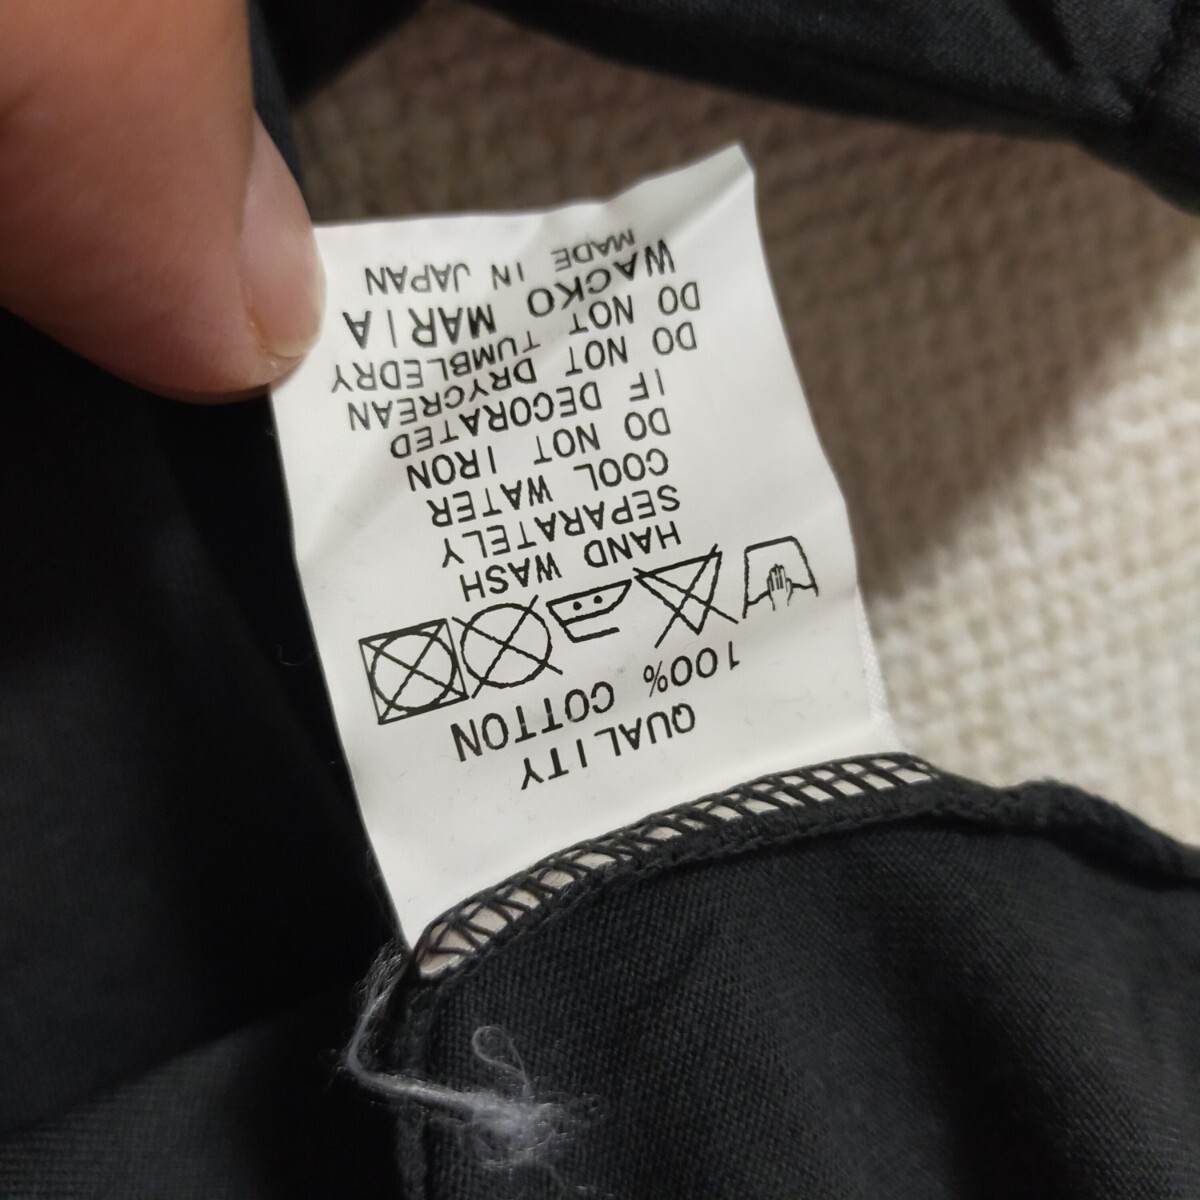 QUALITY
100% COTTON
HAND WASH
SEPARATELY
COOL WATER
DO NOT IRON
IF DECORATED
DO NOT DRYCREAN
DO NOT TUMBLEDRY
WACKO MARIA
MADE IN JAPAN